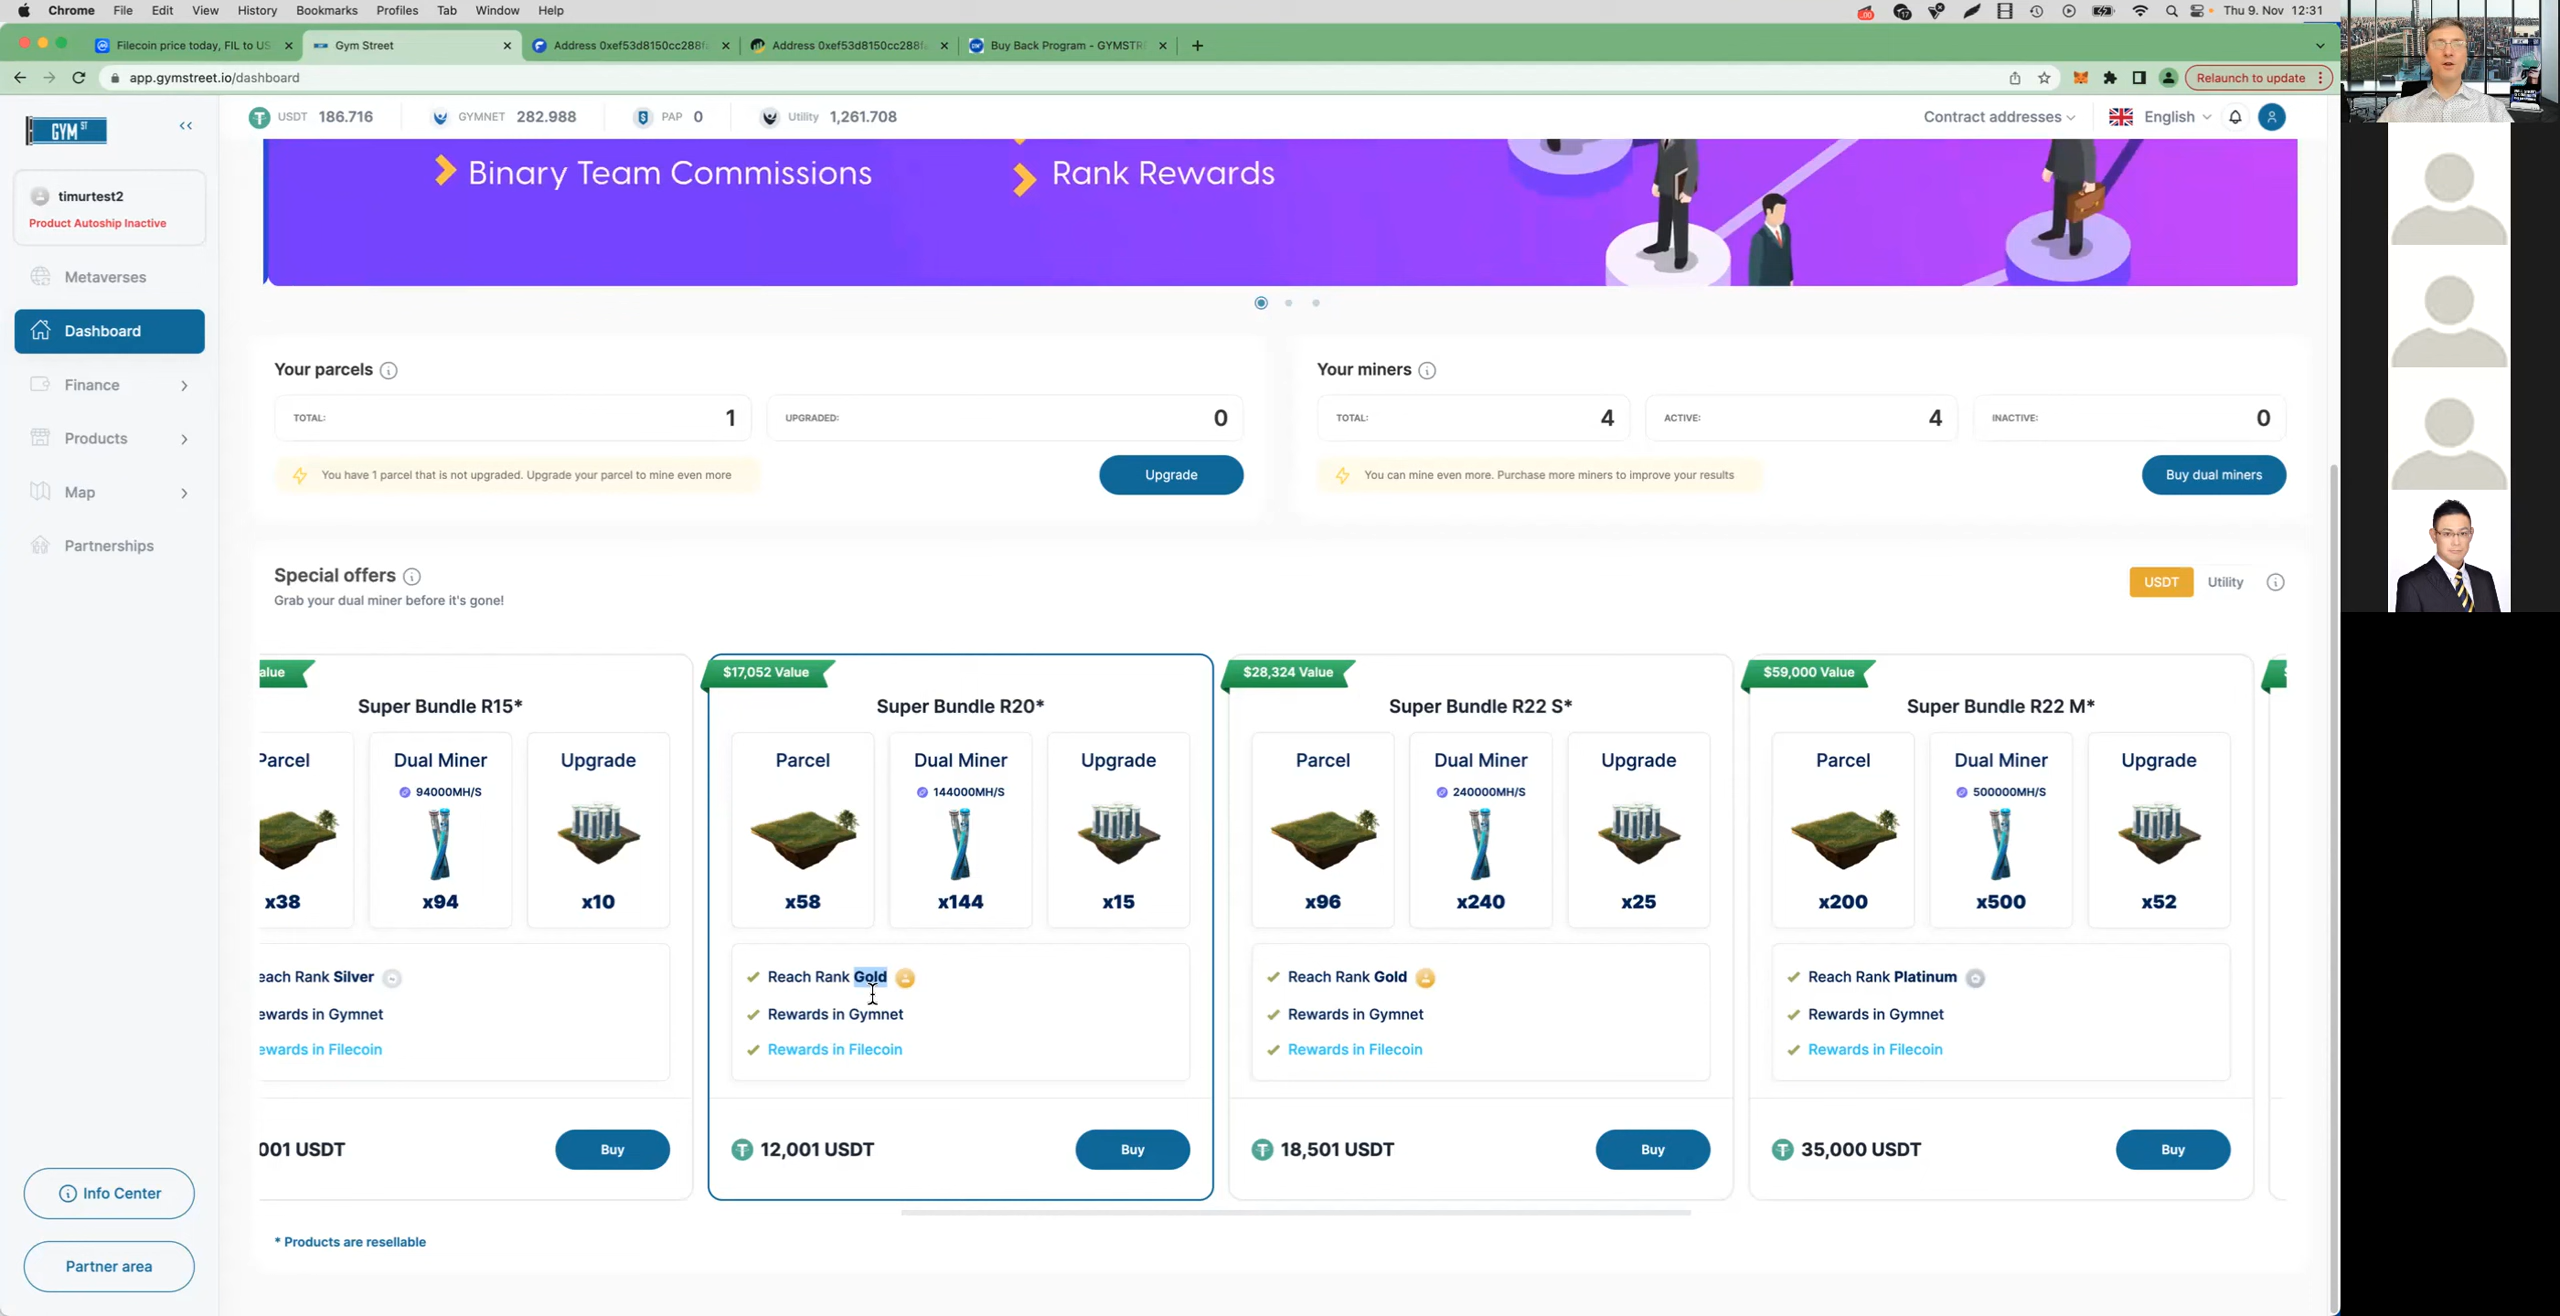 Chrome File Edit View History Bookmarks Profiles Tab Window Help
Thu 9. Nov 12:31
Filecoin price today, FIL to US
Gym Street
Address 0xef53d8150cc288f
Address 0xef53d8150cc288f
Buy Back Program - GYMSTR
app.gymstreet.io/dashboard
Relaunch to update
GYM ST
USDT 186.716
GYMNET 282.988
PAP 0
Utility 1,261.708
Contract addresses
English
timurtest2
Product Autoship Inactive
Metaverses
Dashboard
Finance
Products
Map
Partnerships
Info Center
Partner area
Binary Team Commissions
Rank Rewards
Your parcels
TOTAL: 1
UPGRADED: 0
You have 1 parcel that is not upgraded. Upgrade your parcel to mine even more
Upgrade
Your miners
TOTAL: 4
ACTIVE: 4
INACTIVE: 0
You can mine even more. Purchase more miners to improve your results
Buy dual miners
Special offers
Grab your dual miner before it's gone!
USDT
Utility
alue
Super Bundle R15*
Parcel
x38
Dual Miner
94000MH/S
x94
Upgrade
x10
each Rank Silver
ewards in Gymnet
ewards in Filecoin
001 USDT
Buy
$17,052 Value
Super Bundle R20*
Parcel
x58
Dual Miner
144000MH/S
x144
Upgrade
x15
Reach Rank Gold
Rewards in Gymnet
Rewards in Filecoin
12,001 USDT
Buy
$28,324 Value
Super Bundle R22 S*
Parcel
x96
Dual Miner
240000MH/S
x240
Upgrade
x25
Reach Rank Gold
Rewards in Gymnet
Rewards in Filecoin
18,501 USDT
Buy
$59,000 Value
Super Bundle R22 M*
Parcel
x200
Dual Miner
500000MH/S
x500
Upgrade
x52
Reach Rank Platinum
Rewards in Gymnet
Rewards in Filecoin
35,000 USDT
Buy
* Products are resellable